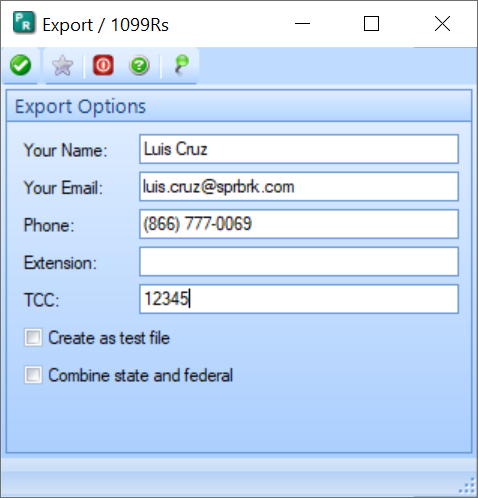 P R Export / 1099Rs
Export Options
Your Name: Luis Cruz
Your Email: luis.cruz@sprbrk.com
Phone: (866) 777-0069
Extension:
TCC: 12345
Create as test file
Combine state and federal